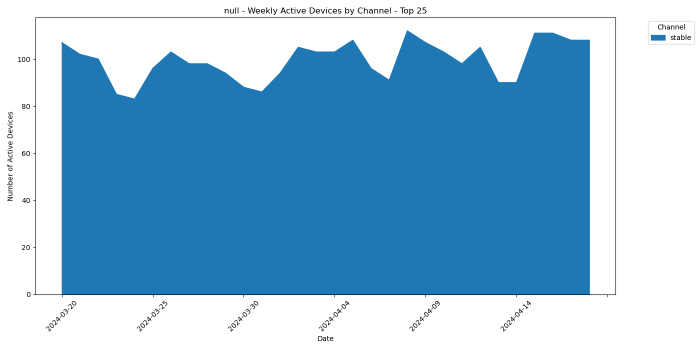 null - Weekly Active Devices by Channel - Top 25
Channel
stable
Number of Active Devices
100
80
60
40
20
0
2024-03-20
2024-03-25
2024-03-30
2024-04-04
2024-04-09
2024-04-14
Date